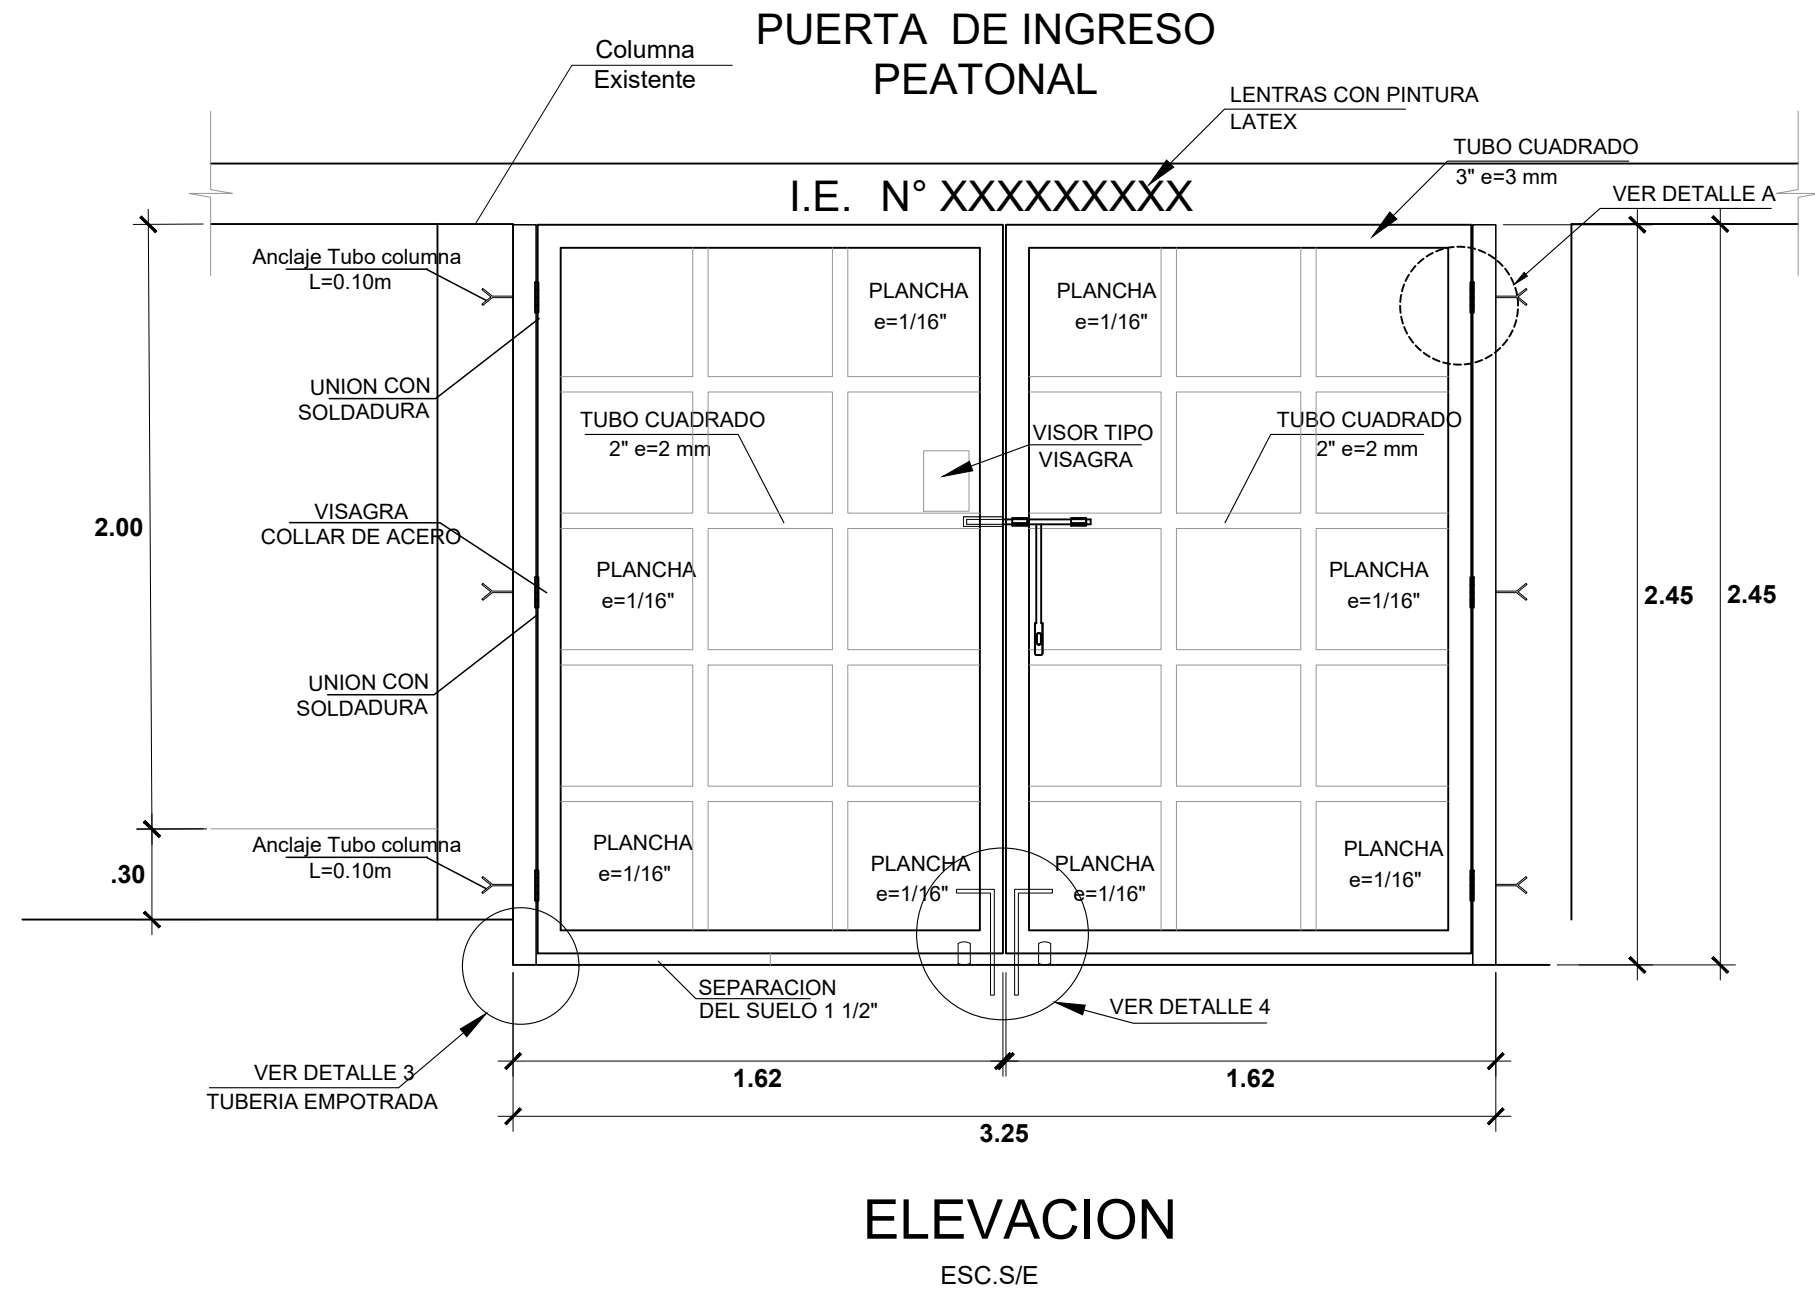 PUERTA DE INGRESO
PEATONAL
Columna
Existente
LENTRAS CON PINTURA
LATEX
TUBO CUADRADO
3" e=3 mm
VER DETALLE A
I.E. N° XXXXXXXXX
Anclaje Tubo columna
L=0.10m
PLANCHA
e=1/16"
PLANCHA
e=1/16"
UNION CON
SOLDADURA
TUBO CUADRADO
2" e=2 mm
VISOR TIPO
VISAGRA
TUBO CUADRADO
2" e=2 mm
2.00
VISAGRA
COLLAR DE ACERO
PLANCHA
e=1/16"
PLANCHA
e=1/16"
2.45
2.45
UNION CON
SOLDADURA
Anclaje Tubo columna
L=0.10m
.30
PLANCHA
e=1/16"
PLANCHA
e=1/16"
PLANCHA
e=1/16"
PLANCHA
e=1/16"
SEPARACION
DEL SUELO 1 1/2"
VER DETALLE 4
VER DETALLE 3
TUBERIA EMPOTRADA
1.62
1.62
3.25
ELEVACION
ESC.S/E